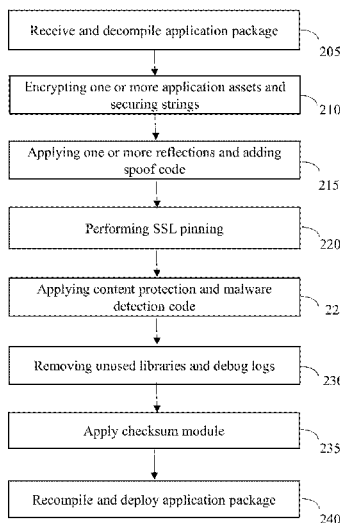 Receive and decompile application package
205
Encrypting one or more application assets and
securing strings
210
Applying one or more reflections and adding
spoof code
215
Performing SSL pinning
220
Applying content protection and malware
detection code
22
Removing unused libraries and debug logs
236
Apply checksum module
235
Recompile and deploy application package
240